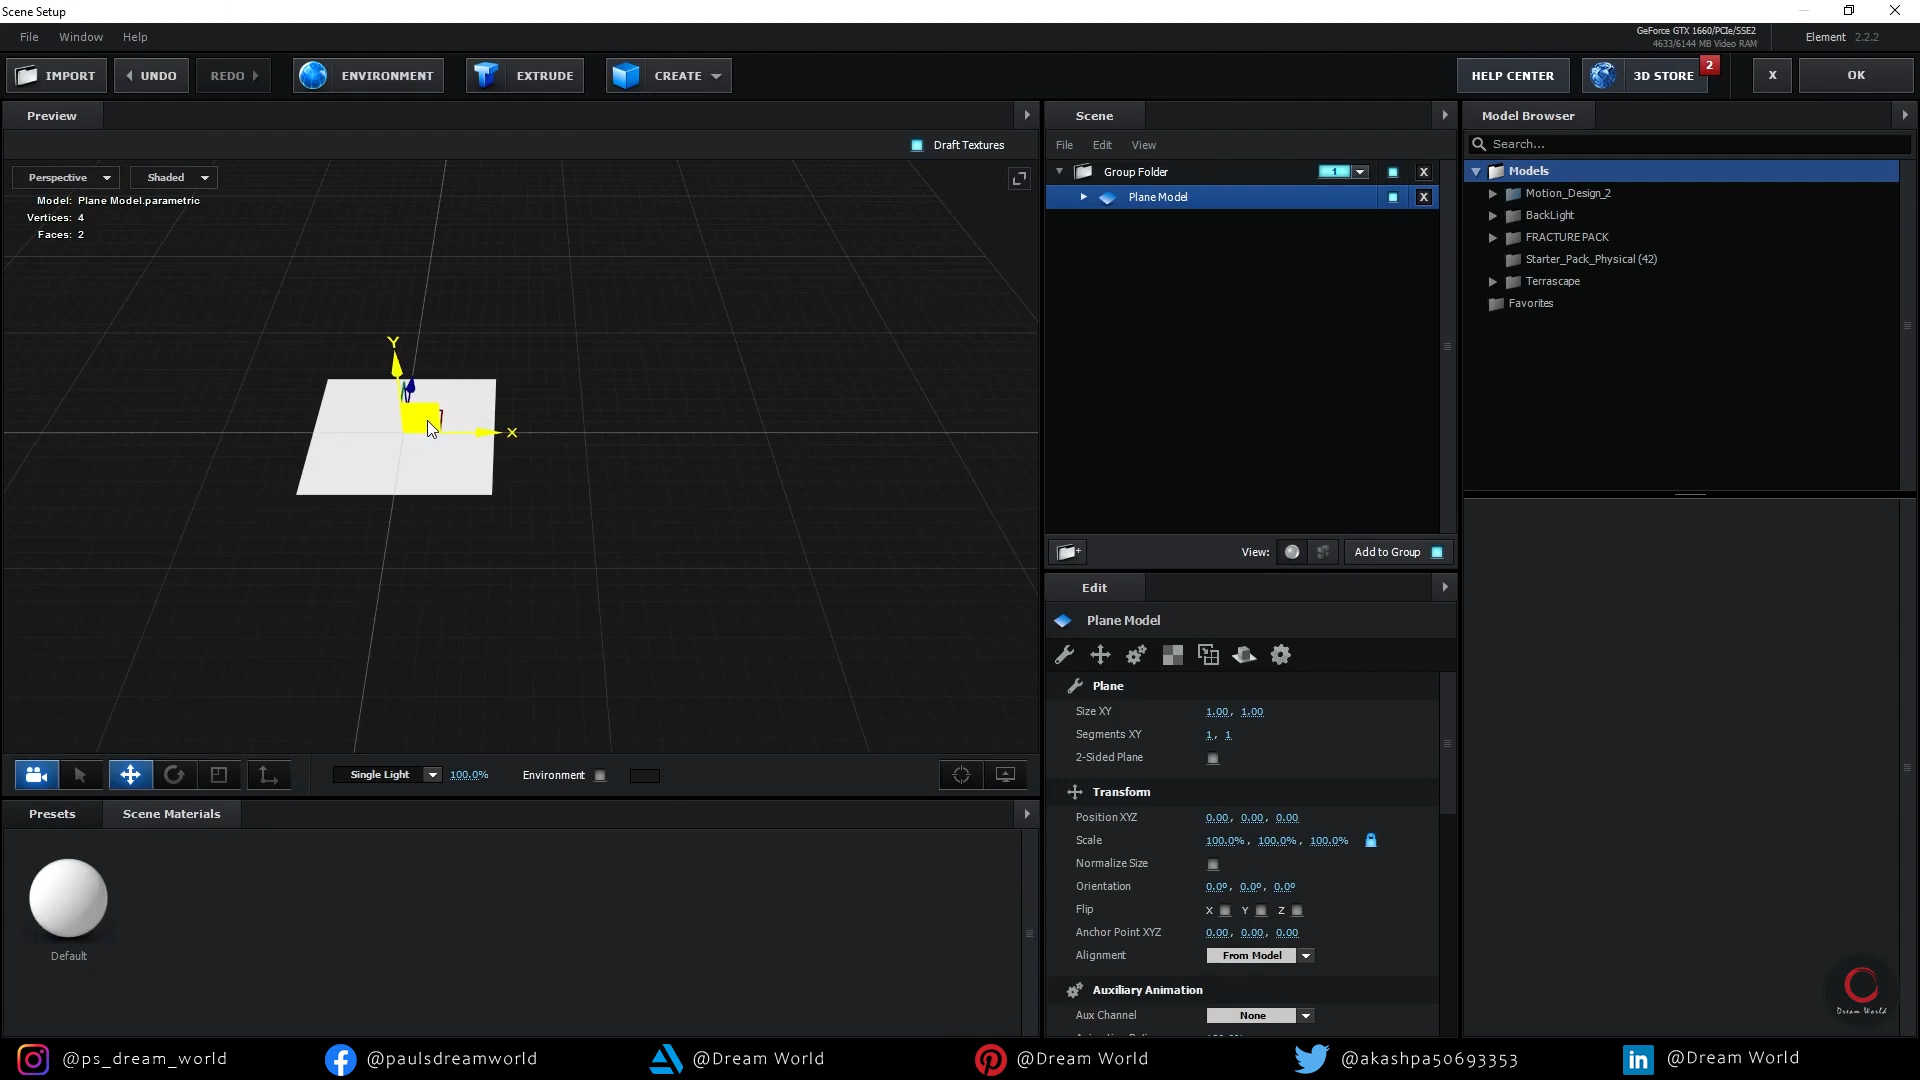 Scene Setup
File Window Help
GeForce GTX 1660/PCIe/SSE2
4633/6144 MB Video RAM
Element 2.2.2
IMPORT UNDO REDO ENVIRONMENT EXTRUDE CREATE HELP CENTER 3D STORE 2 X OK
Preview
Draft Textures
Perspective Shaded
Model: Plane Model.parametric
Vertices: 4
Faces: 2
Y
X
Single Light 100.0% Environment
Presets Scene Materials
Default
Scene
File Edit View
Group Folder 1 X
Plane Model X
View: Add to Group
Edit
Plane Model
Plane
Size XY 1.00, 1.00
Segments XY 1, 1
2-Sided Plane
Transform
Position XYZ 0.00, 0.00, 0.00
Scale 100.0%, 100.0%, 100.0%
Normalize Size
Orientation 0.0º, 0.0º, 0.0º
Flip X Y Z
Anchor Point XYZ 0.00, 0.00, 0.00
Alignment From Model
Auxiliary Animation
Aux Channel None
Model Browser
Search...
Models
Motion_Design_2
BackLight
FRACTURE PACK
Starter_Pack_Physical (42)
Terrascape
Favorites
Dream World
@ps_dream_world @paulsdreamworld @Dream World @Dream World @akashpa50693353 @Dream World